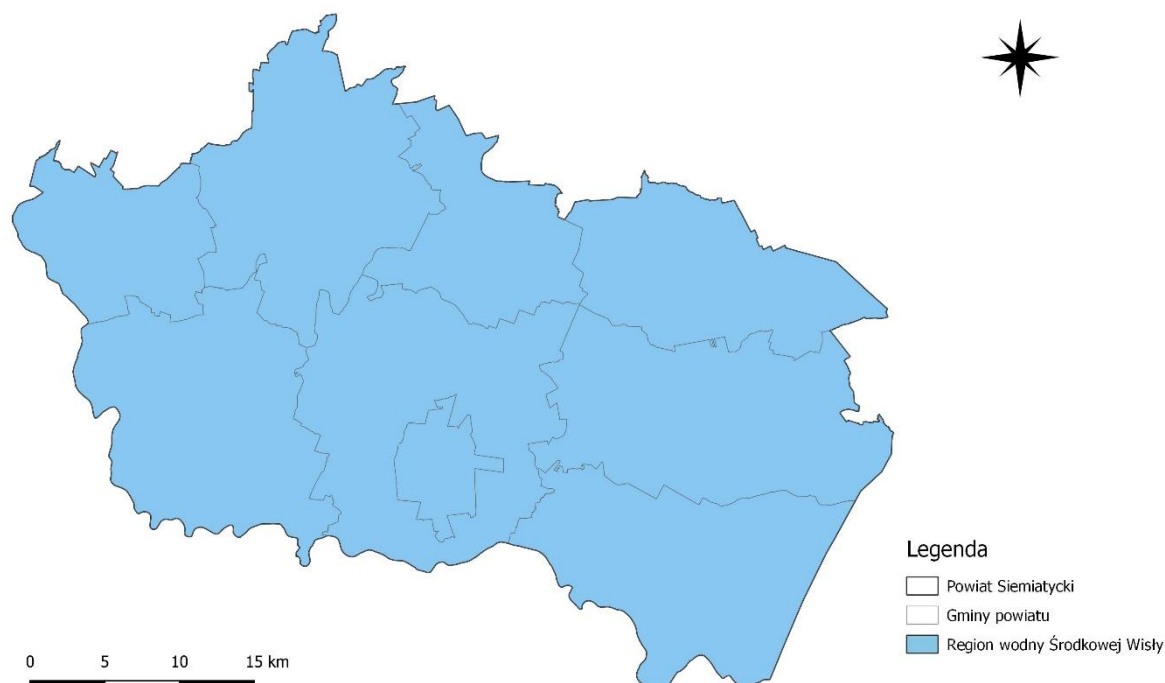 Legenda
Powiat Siemiatycki
Gminy powiatu
Region wodny Środkowej Wisły
0 5 10 15 km